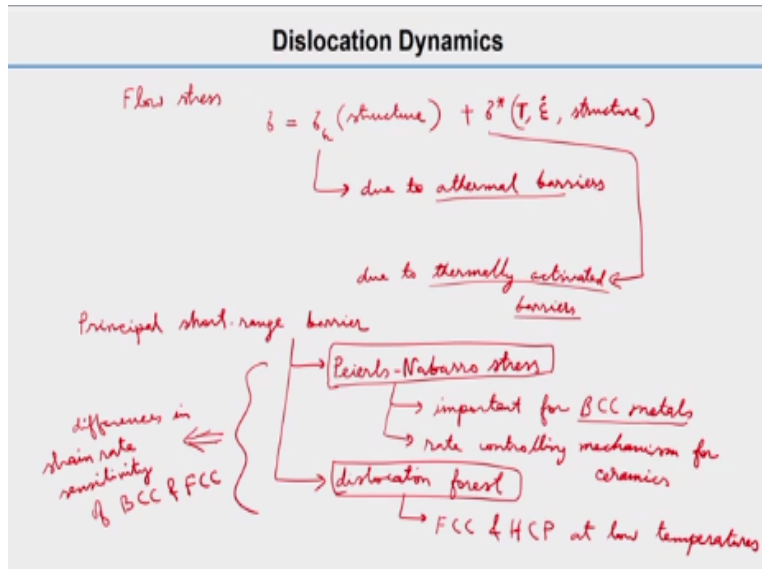 Dislocation Dynamics
Flow stress
σ = σ_G (structure) + σ* (T, ε̇, structure)
→ due to athermal barriers
due to thermally activated
barriers
Principal short-range barrier
→ Peierls-Nabarro stress
→ important for BCC metals
→ rate controlling mechanism for
ceramics
differences in
strain rate
sensitivity
of BCC & FCC
→ dislocation forest
→ FCC & HCP at low temperatures